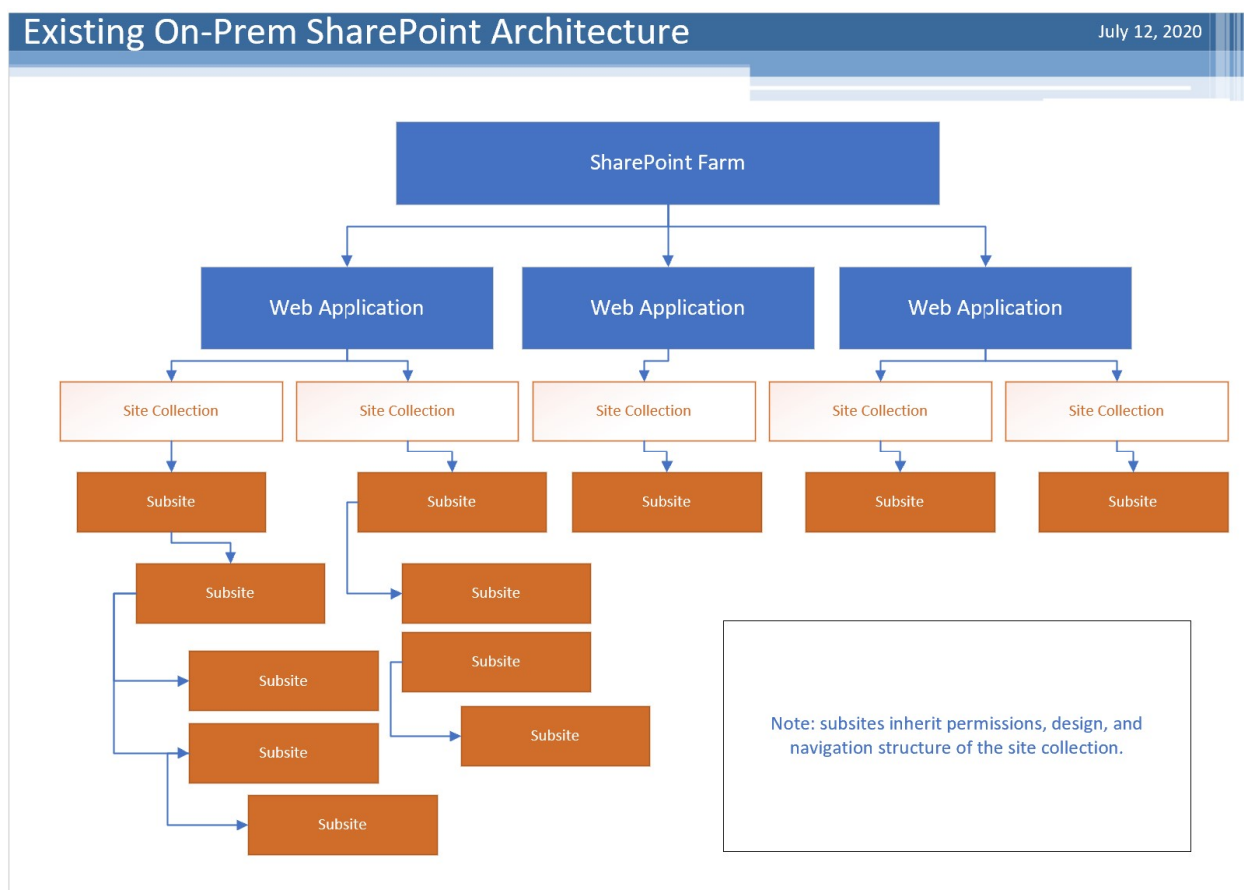 Existing On-Prem SharePoint Architecture
July 12, 2020
SharePoint Farm
Web Application
Web Application
Web Application
Site Collection
Site Collection
Site Collection
Site Collection
Site Collection
Subsite
Subsite
Subsite
Subsite
Subsite
Subsite
Subsite
Subsite
Subsite
Subsite
Subsite
Subsite
Note: subsites inherit permissions, design, and
navigation structure of the site collection.